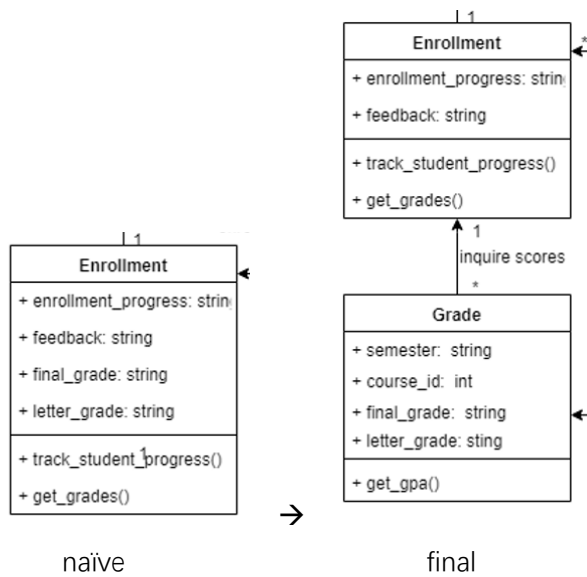 1
Enrollment
+ enrollment_progress: strin
+ feedback: string
+ final_grade: string
+ letter_grade: string
+ track_student_progress()
1
+ get_grades()
naïve
→
1
*
Enrollment
+ enrollment_progress: strin
+ feedback: string
+ track_student_progress()
+ get_grades()
1
inquire scores
*
Grade
+ semester: string
+ course_id: int
+ final_grade: string
+ letter_grade: sting
+ get_gpa()
final